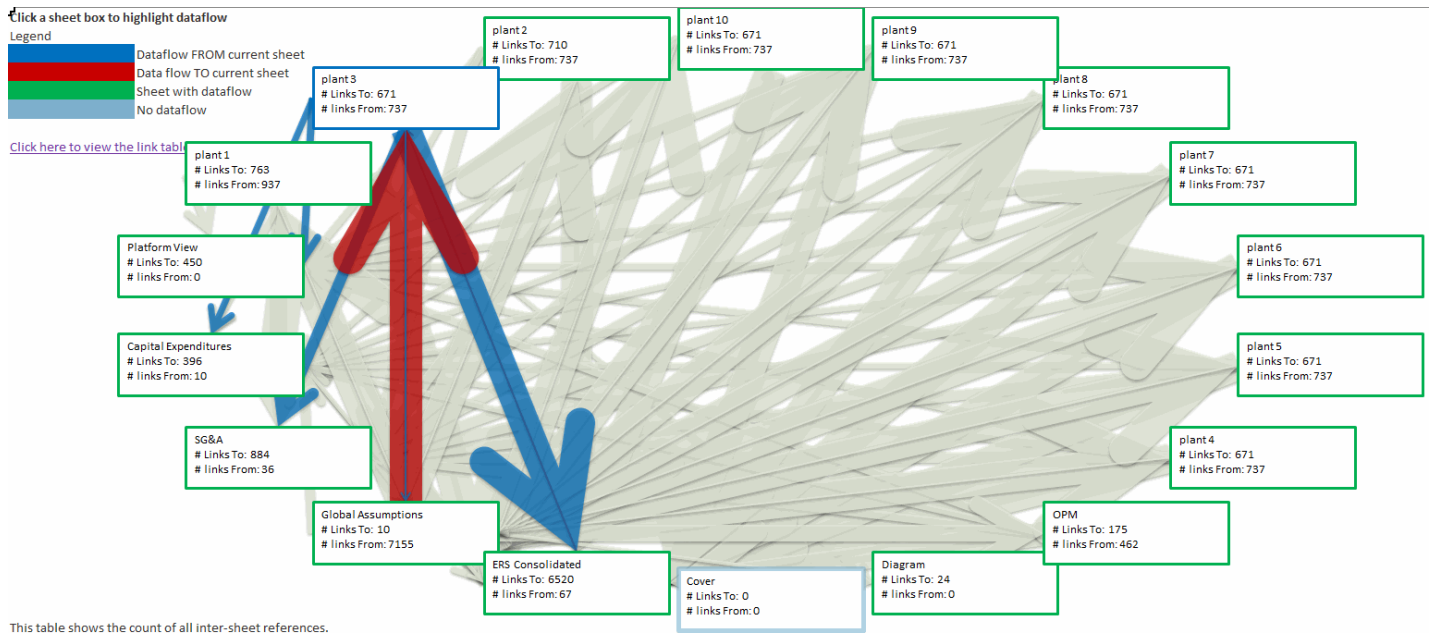 Click a sheet box to highlight dataflow
Legend
Dataflow FROM current sheet
Data flow TO current sheet
Sheet with dataflow
No dataflow
Click here to view the link tabl
plant 3
# Links To: 671
# links From: 737
plant 2
# Links To: 710
# links From: 737
plant 10
# Links To: 671
# links From: 737
plant 9
# Links To: 671
# links From: 737
plant 8
# Links To: 671
# links From: 737
plant 1
# Links To: 763
# links From: 937
plant 7
# Links To: 671
# links From: 737
Platform View
# Links To: 450
# links From: 0
plant 6
# Links To: 671
# links From: 737
Capital Expenditures
# Links To: 396
# links From: 10
plant 5
# Links To: 671
# links From: 737
SG&A
# Links To: 884
# links From: 36
plant 4
# Links To: 671
# links From: 737
Global Assumptions
# Links To: 10
# links From: 7155
OPM
# Links To: 175
# links From: 462
ERS Consolidated
# Links To: 6520
# links From: 67
Cover
# Links To: 0
# links From: 0
Diagram
# Links To: 24
# links From: 0
This table shows the count of all inter-sheet references.